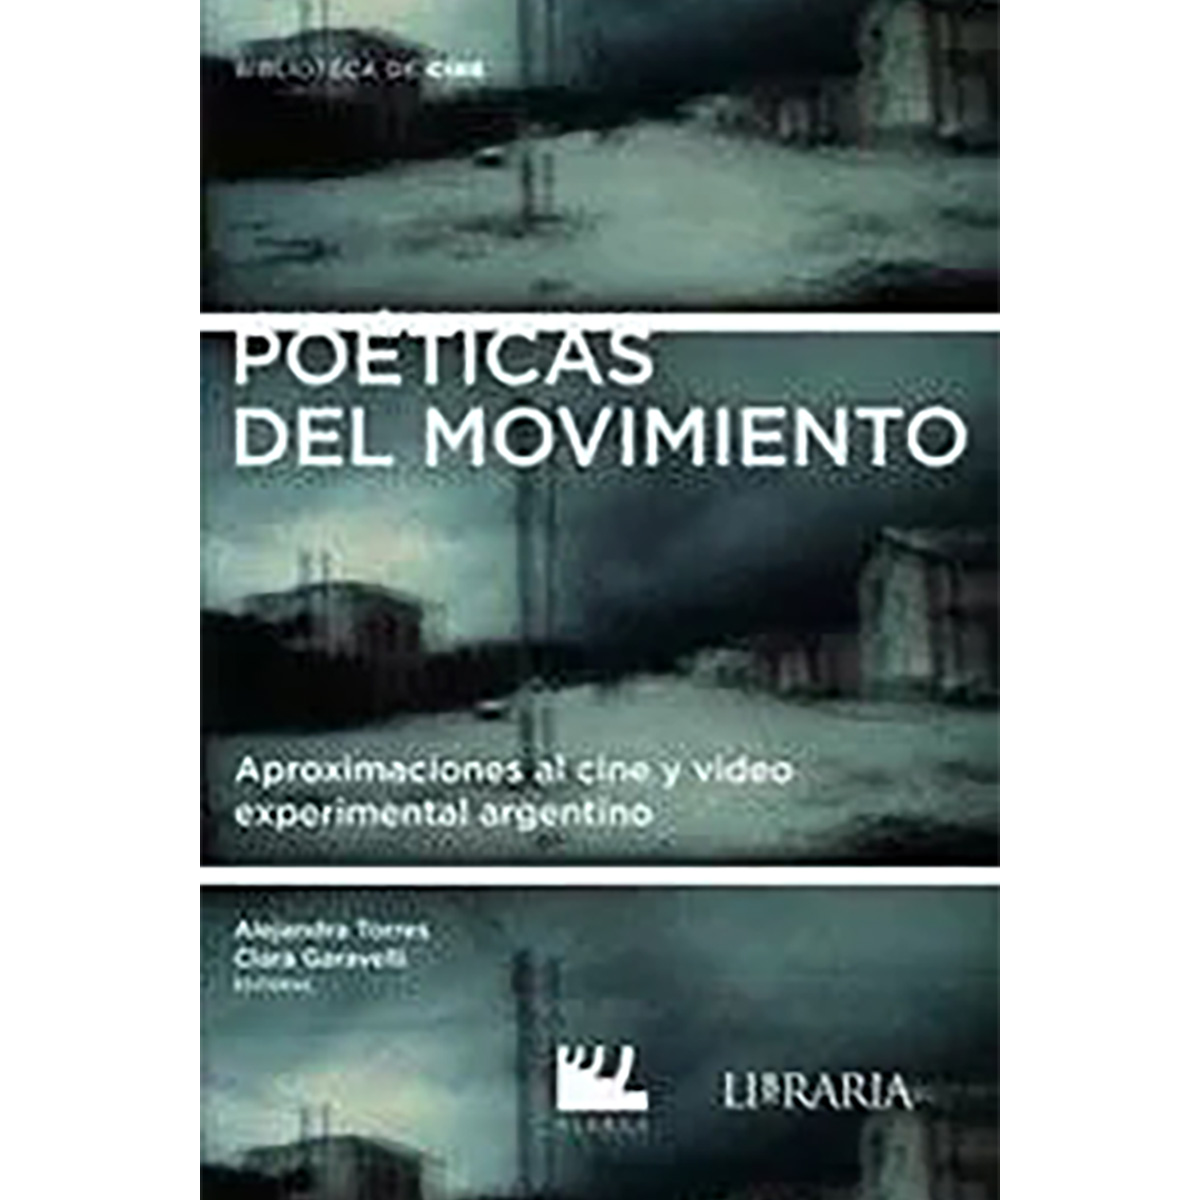 BIBLIOTECA DE CINE
POÉTICAS
DEL MOVIMIENTO
Aproximaciones al cine y video
experimental argentino
Alejandra Torres
Clara Garavelli
LIBRARIA